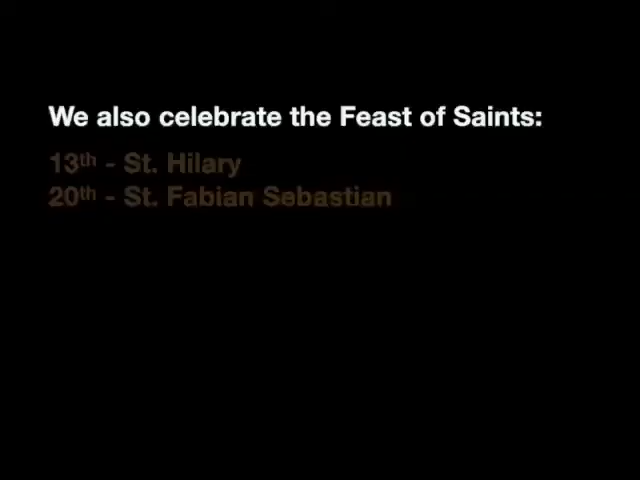 We also celebrate the Feast of Saints:
13th - St. Hilary
20th - St. Fabian Sebastian